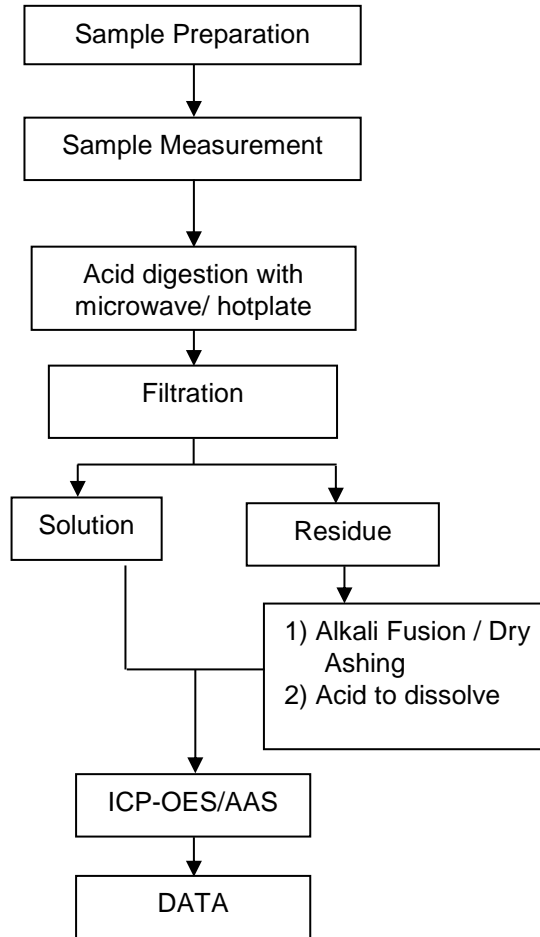 Sample Preparation
Sample Measurement
Acid digestion with
microwave/ hotplate
Filtration
Solution
Residue
1) Alkali Fusion / Dry
Ashing
2) Acid to dissolve
ICP-OES/AAS
DATA